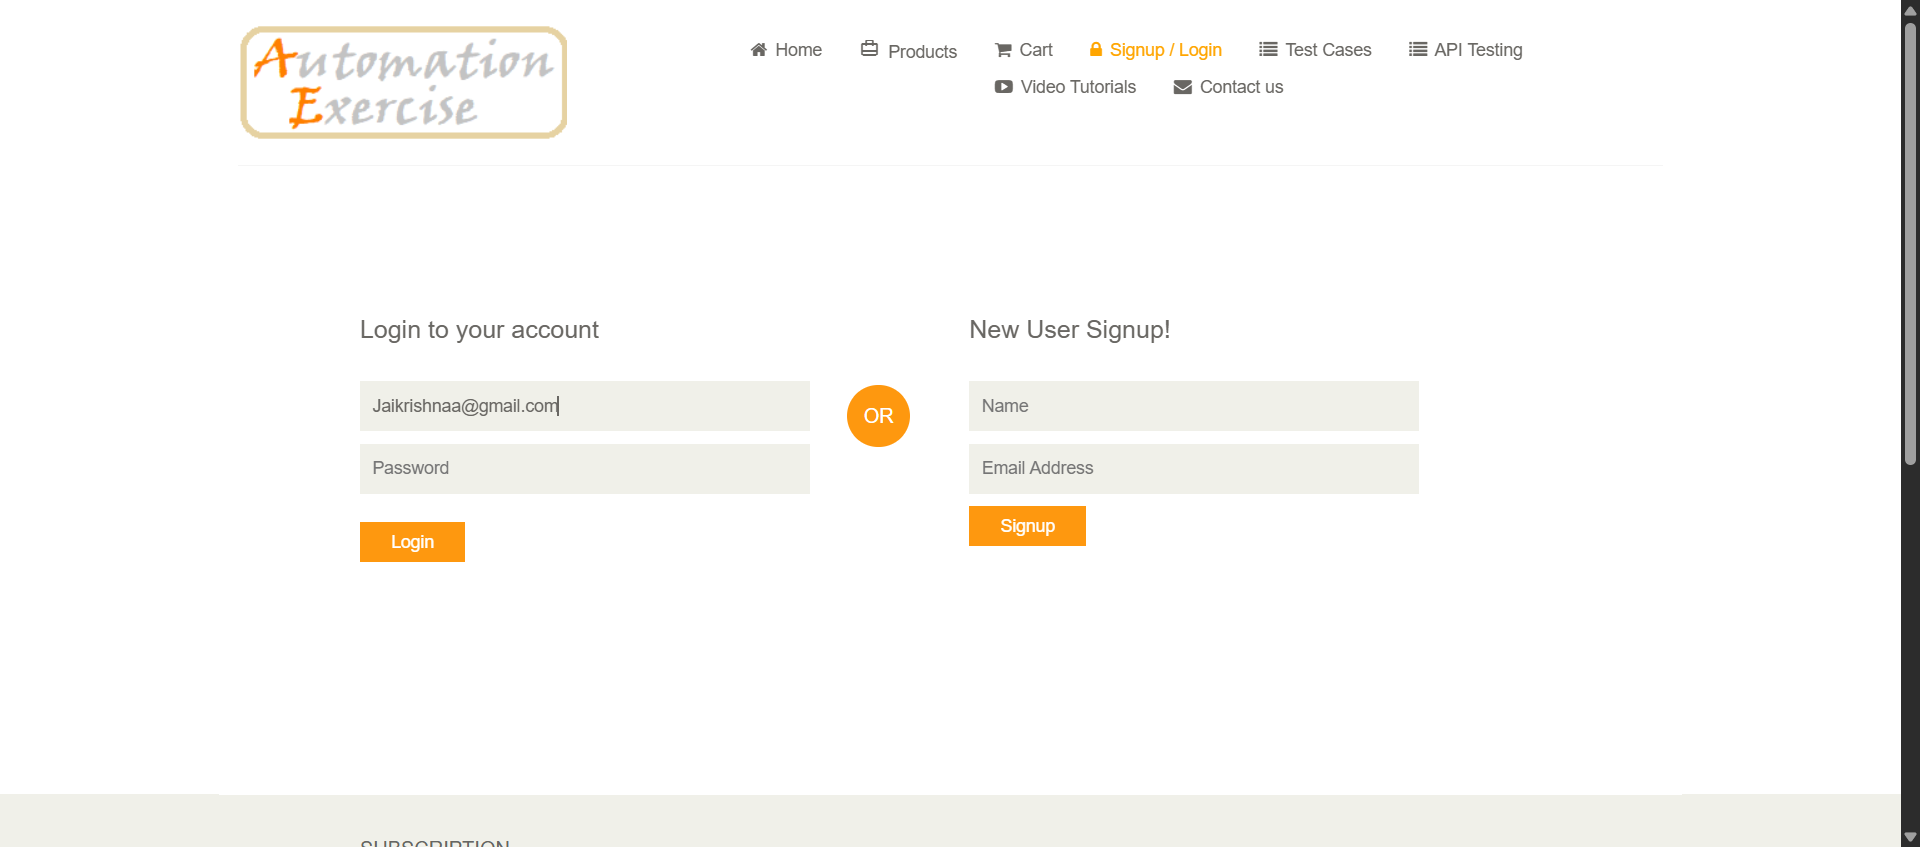 Automation
Exercise
Home Products Cart Signup / Login Test Cases API Testing
Video Tutorials Contact us
Login to your account
Jaikrishnaa@gmail.com
Password
Login
OR
New User Signup!
Name
Email Address
Signup
SUBSCRIPTION